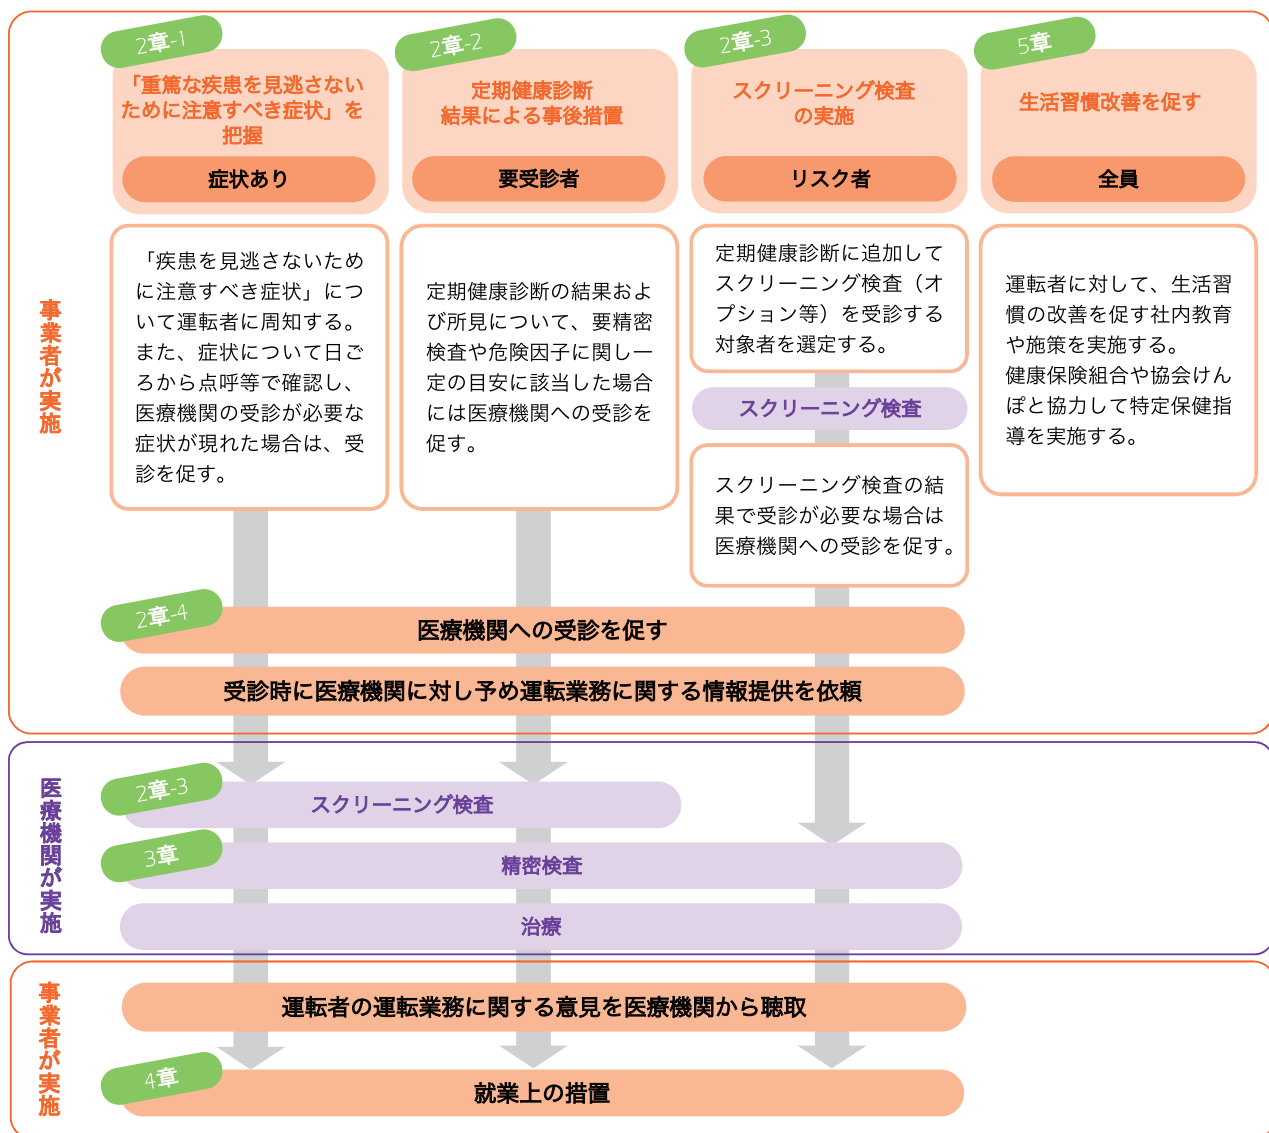 2章-1
「重篤な疾患を見逃さない
ために注意すべき症状」を
把握
症状あり
2章-2
定期健康診断
結果による事後措置
要受診者
2章-3
スクリーニング検査
の実施
リスク者
5章
生活習慣改善を促す
全員
事業者が実施
「疾患を見逃さないため
に注意すべき症状」につ
いて運転者に周知する。
また、症状について日ご
ろから点呼等で確認し、
医療機関の受診が必要な
症状が現れた場合は、受
診を促す。
定期健康診断の結果およ
び所見について、要精密
検査や危険因子に関し一
定の目安に該当した場合
には医療機関への受診を
促す。
定期健康診断に追加して
スクリーニング検査（オ
プション等）を受診する
対象者を選定する。
スクリーニング検査
スクリーニング検査の結
果で受診が必要な場合は
医療機関への受診を促す。
運転者に対して、生活習
慣の改善を促す社内教育
や施策を実施する。
健康保険組合や協会けん
ぽと協力して特定保健指
導を実施する。
2章-4
医療機関への受診を促す
受診時に医療機関に対し予め運転業務に関する情報提供を依頼
医療機関が実施
2章-3
スクリーニング検査
3章
精密検査
治療
事業者が実施
運転者の運転業務に関する意見を医療機関から聴取
4章
就業上の措置